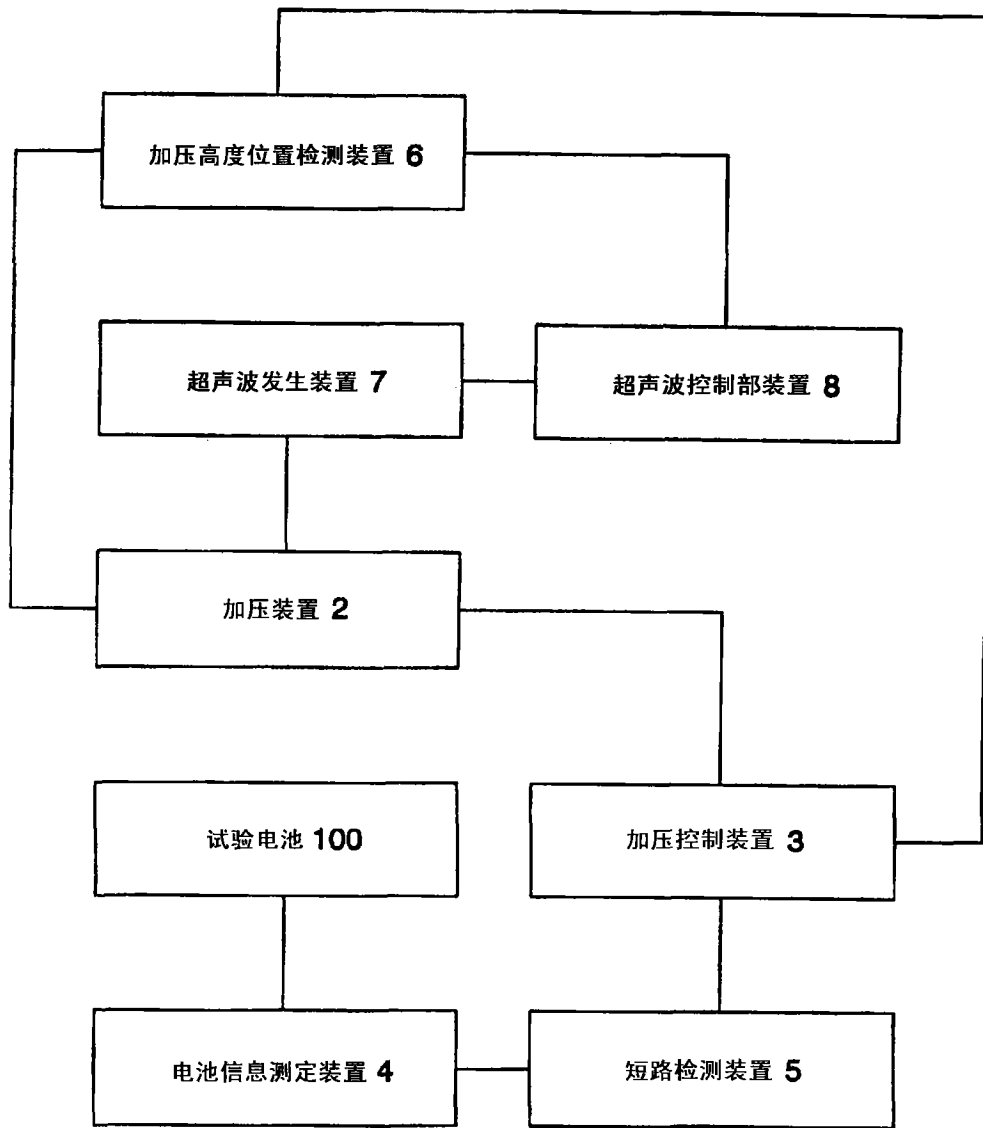 加压高度位置检测装置 6
超声波发生装置 7
超声波控制部装置 8
加压装置 2
试验电池 100
加压控制装置 3
电池信息测定装置 4
短路检测装置 5